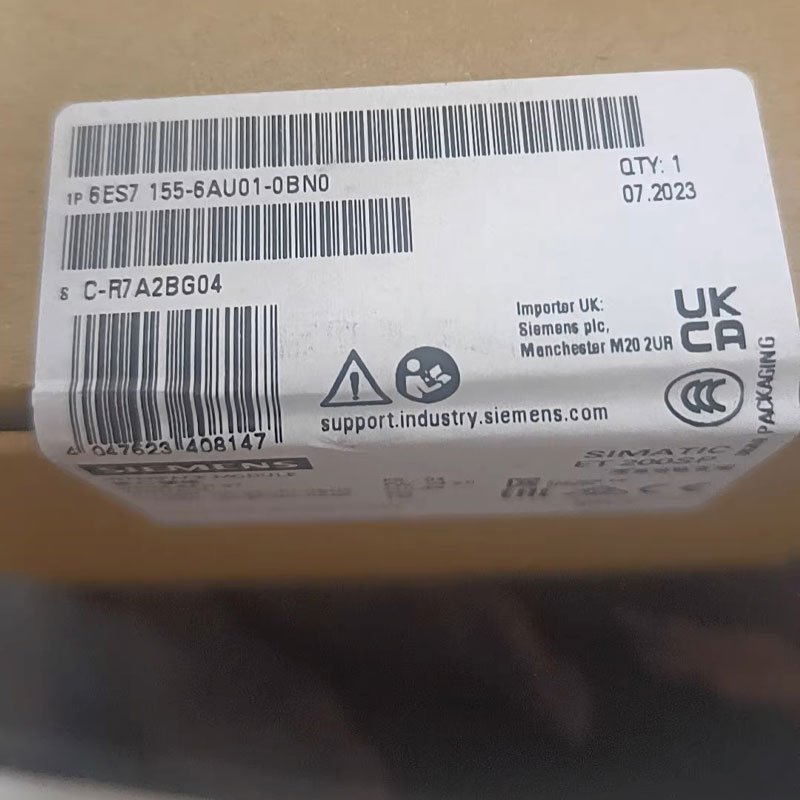 1P 6ES7 155-6AU01-0BN0
QTY: 1
07.2023
S C-R7A2BG04
Importer UK:
Siemens plc,
Manchester M20 2UR
UK
CA
CCC
support.industry.siemens.com
4 047623 408147
PACKAGING
SIEMENS
SIMATIC
ET 200SP